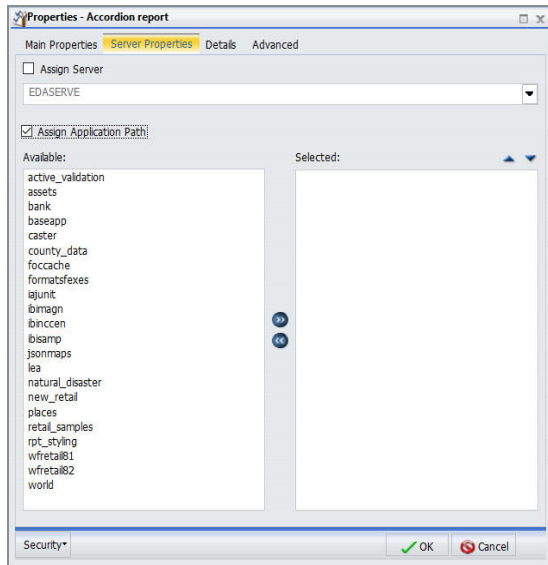 Properties - Accordion report
Main Properties Server Properties Details Advanced
Assign Server
EDASERVE
Assign Application Path
Available: Selected:
active_validation
assets
bank
baseapp
caster
county_data
foccache
formatsfexes
iajunit
ibimagn
ibinccen
ibisamp
jsonmaps
lea
natural_disaster
new_retail
places
retail_samples
rpt_styling
wfretail81
wfretail82
world
Security OK Cancel